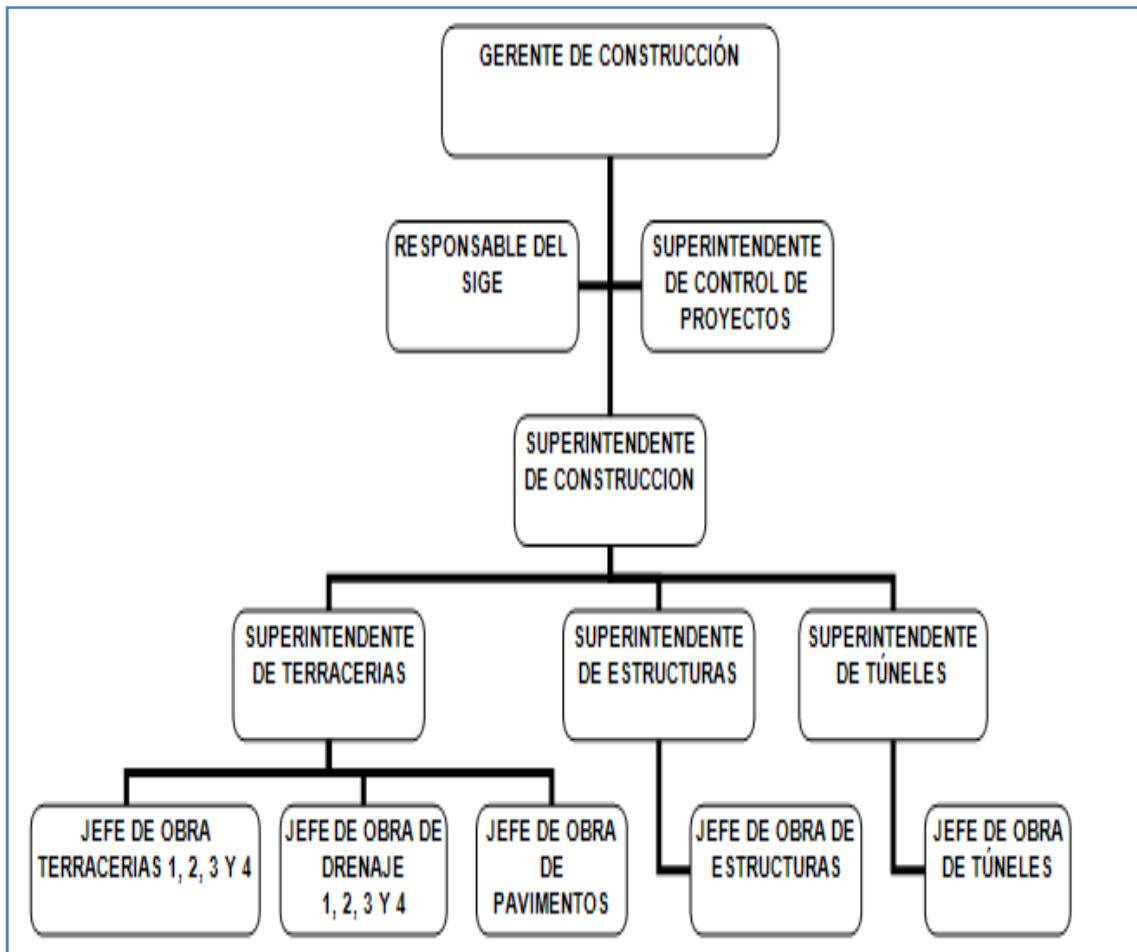 GERENTE DE CONSTRUCCIÓN
RESPONSABLE DEL
SIGE
SUPERINTENDENTE
DE CONTROL DE
PROYECTOS
SUPERINTENDENTE
DE CONSTRUCCION
SUPERINTENDENTE
DE TERRACERIAS
SUPERINTENDENTE
DE ESTRUCTURAS
SUPERINTENDENTE
DE TÚNELES
JEFE DE OBRA
TERRACERIAS 1, 2, 3 Y 4
JEFE DE OBRA DE
DRENAJE
1, 2, 3 Y 4
JEFE DE OBRA
DE
PAVIMENTOS
JEFE DE OBRA DE
ESTRUCTURAS
JEFE DE OBRA
DE TÚNELES